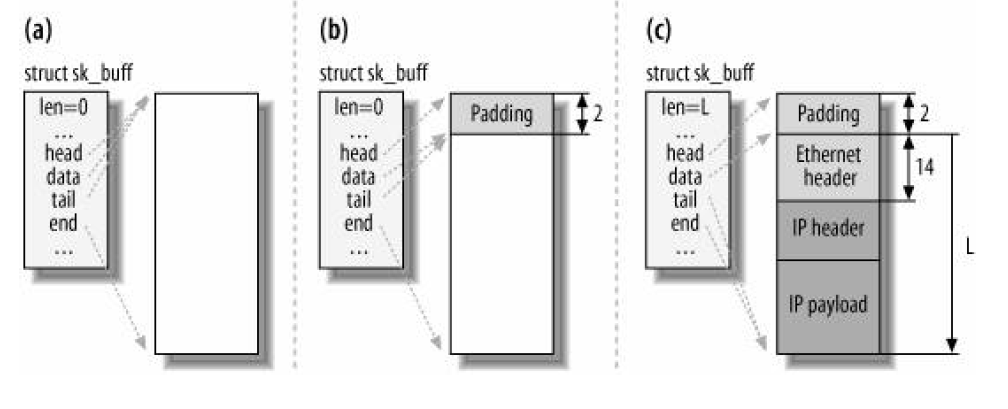 (a)
struct sk_buff
len=0
...
head
data
tail
end
...
(b)
struct sk_buff
len=0
...
head
data
tail
end
...
Padding
2
(c)
struct sk_buff
len=L
...
head
data
tail
end
...
Padding
2
Ethernet
header
14
IP header
IP payload
L